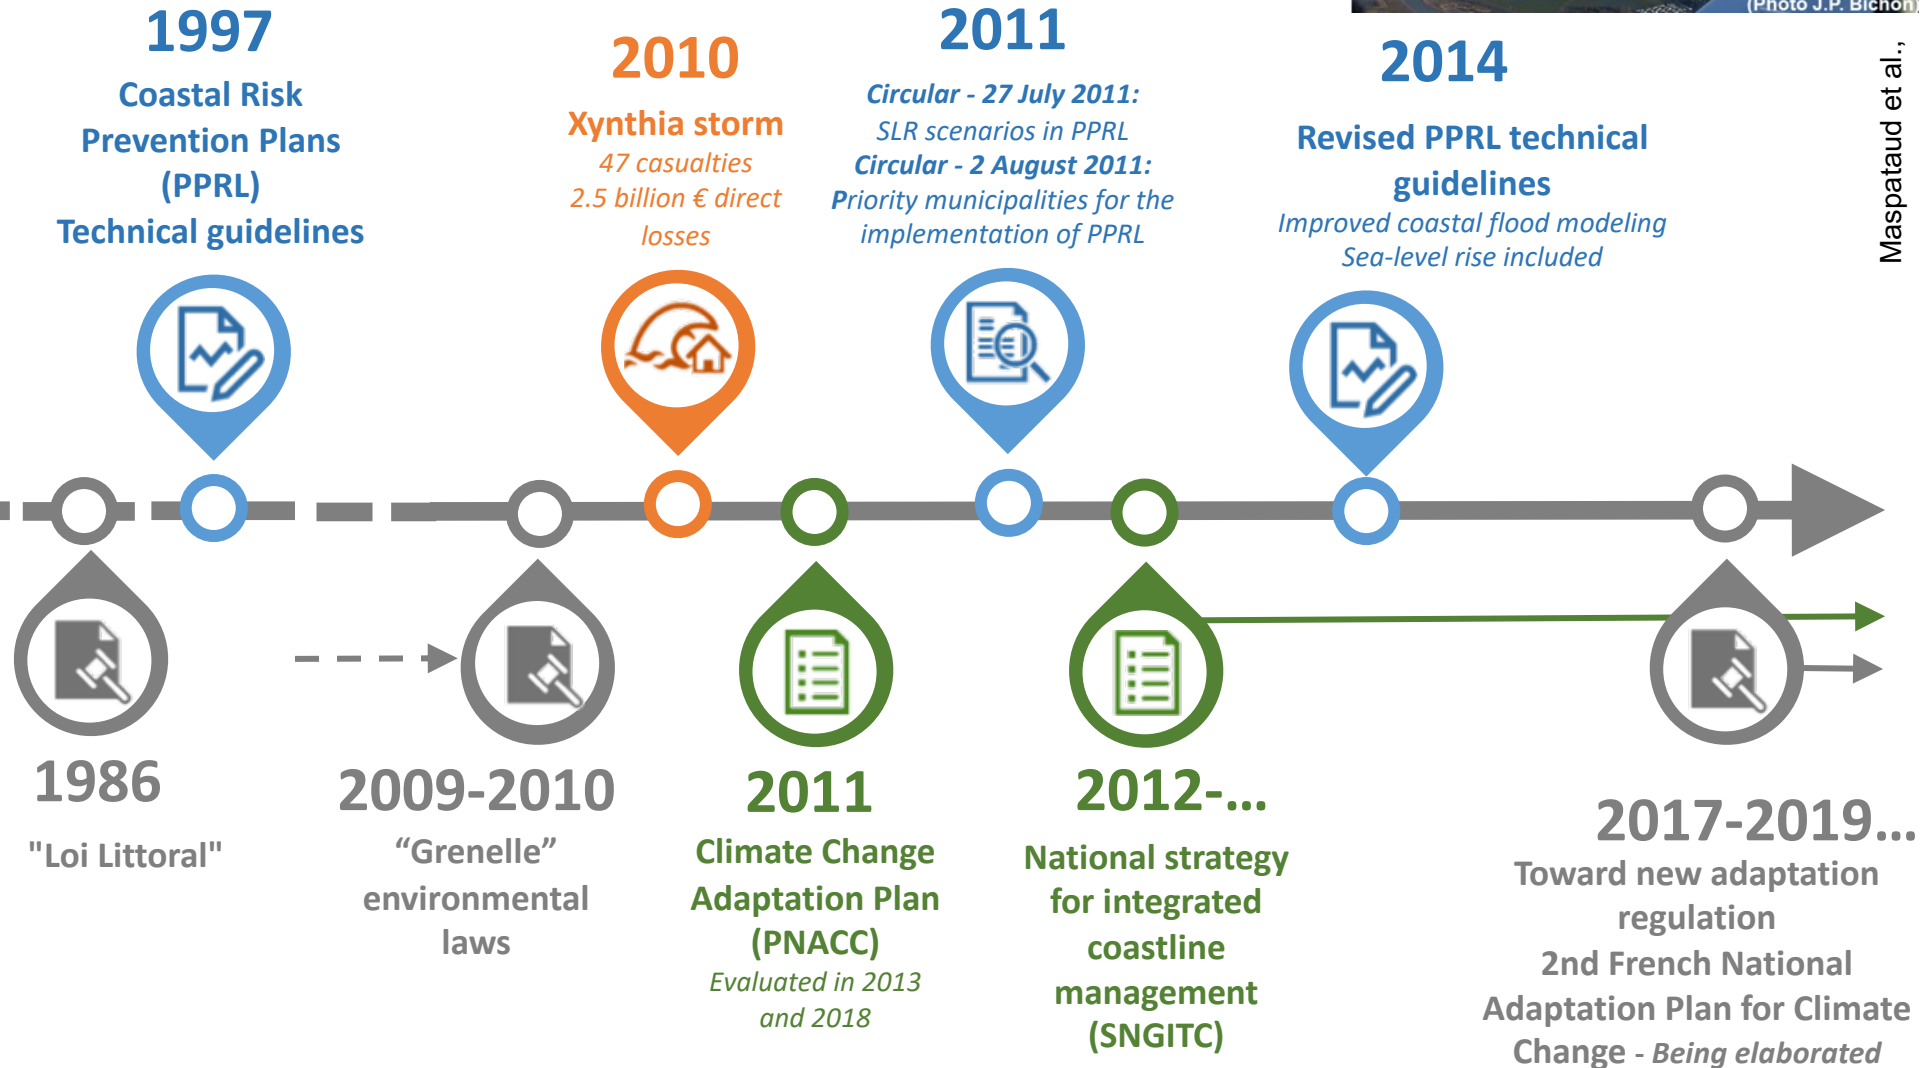 (Photo J.P. Bichon)
Maspataud et al.,
1997
Coastal Risk
Prevention Plans
(PPRL)
Technical guidelines
2010
Xynthia storm
47 casualties
2.5 billion € direct
losses
2011
Circular - 27 July 2011:
SLR scenarios in PPRL
Circular - 2 August 2011:
Priority municipalities for the
implementation of PPRL
2014
Revised PPRL technical
guidelines
Improved coastal flood modeling
Sea-level rise included
1986
"Loi Littoral"
2009-2010
“Grenelle”
environmental
laws
2011
Climate Change
Adaptation Plan
(PNACC)
Evaluated in 2013
and 2018
2012-...
National strategy
for integrated
coastline
management
(SNGITC)
2017-2019...
Toward new adaptation
regulation
2nd French National
Adaptation Plan for Climate
Change - Being elaborated